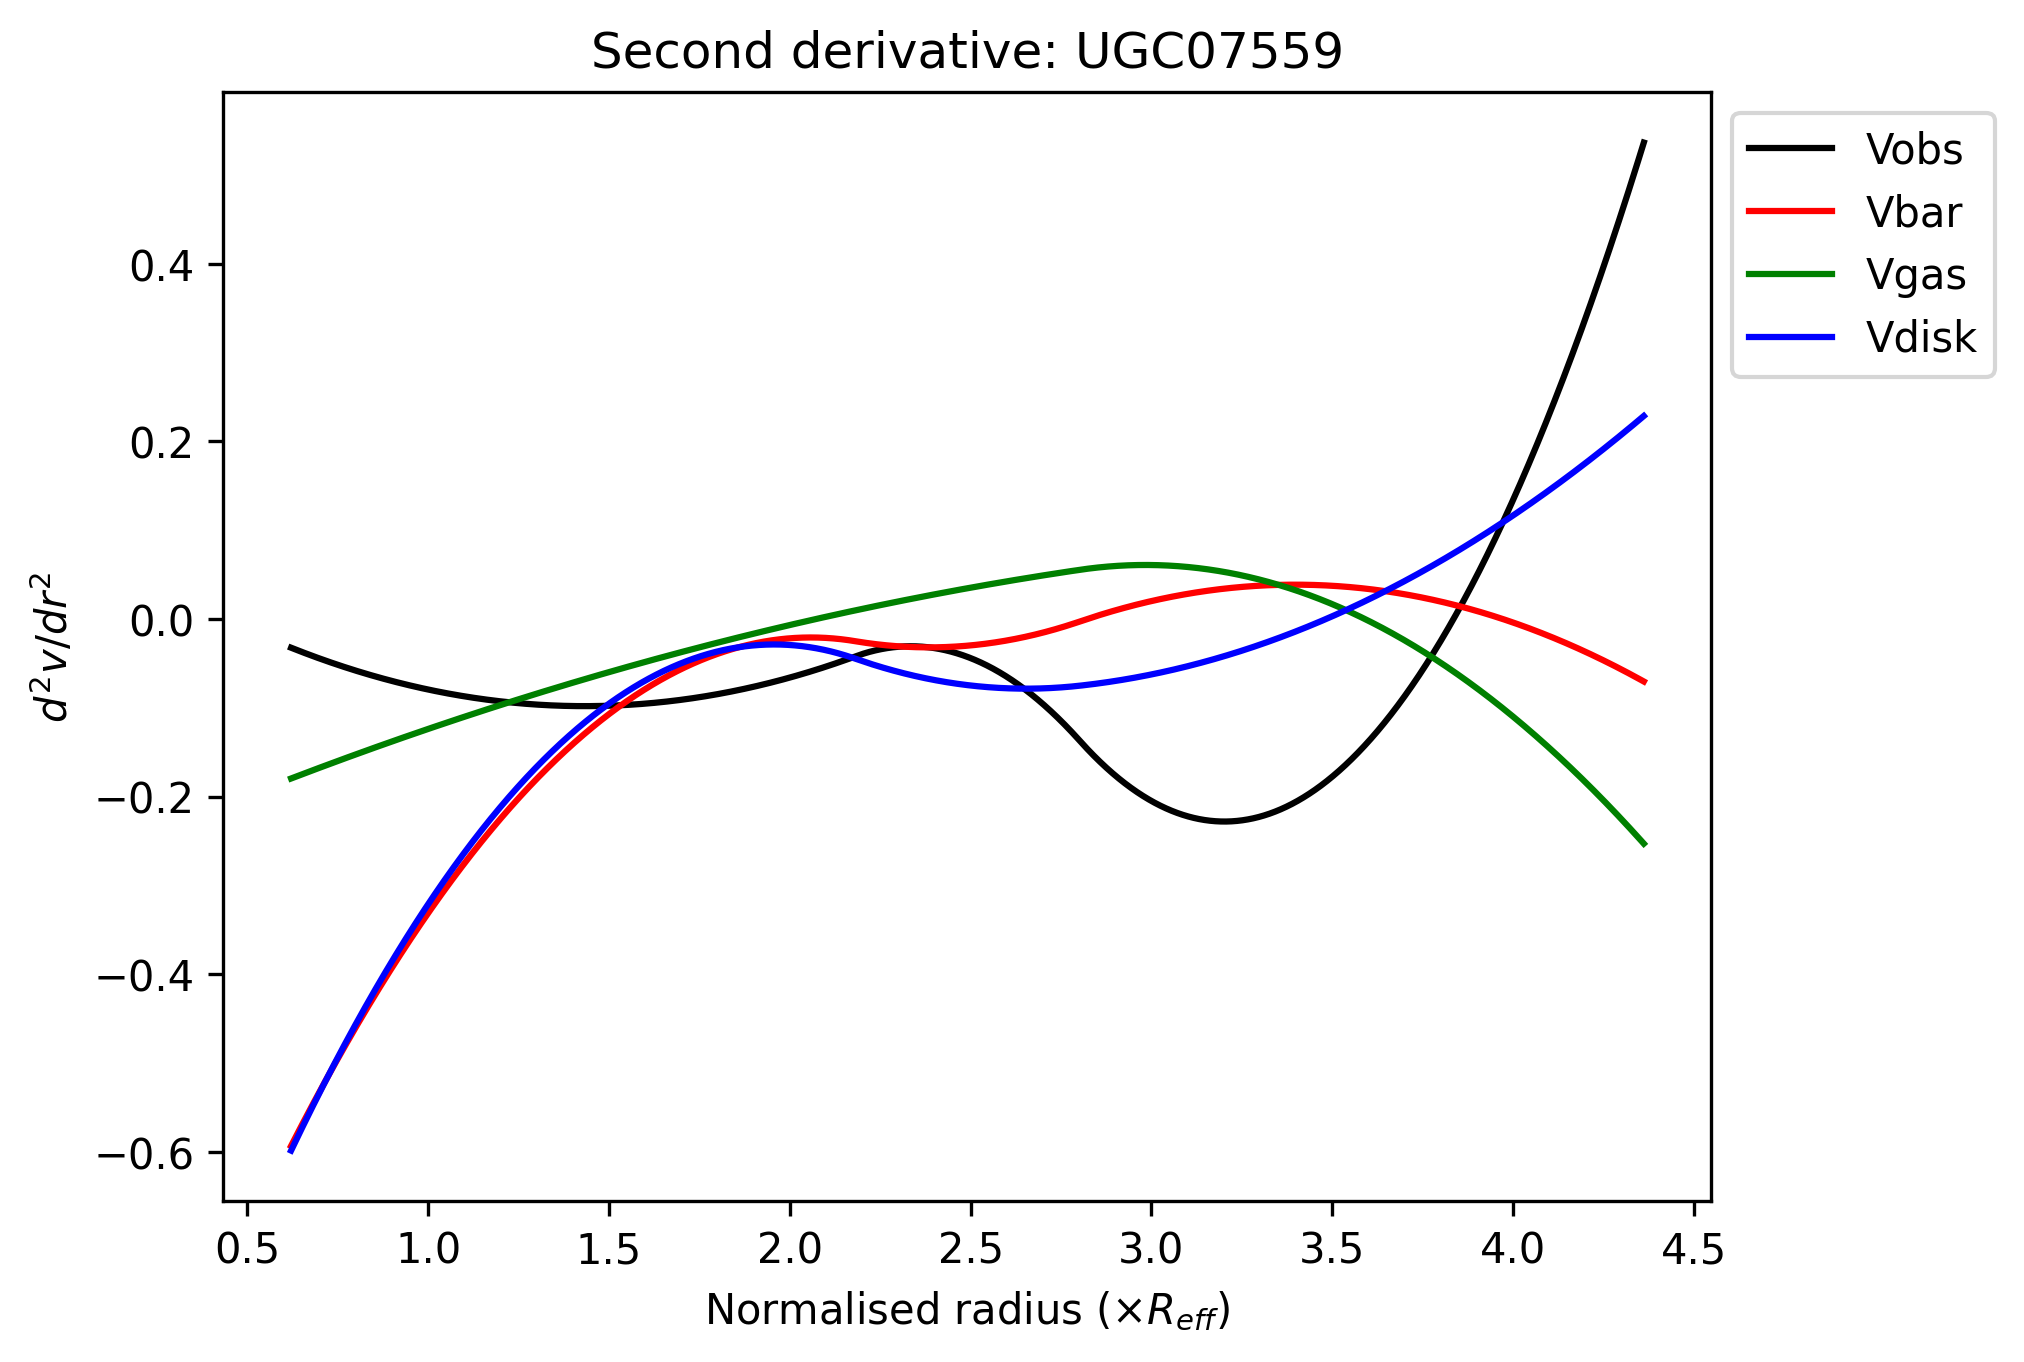 Second derivative: UGC07559
Vobs
Vbar
Vgas
Vdisk
d²v/dr²
0.4
0.2
0.0
−0.2
−0.4
−0.6
0.5 1.0 1.5 2.0 2.5 3.0 3.5 4.0 4.5
Normalised radius (×R_eff)